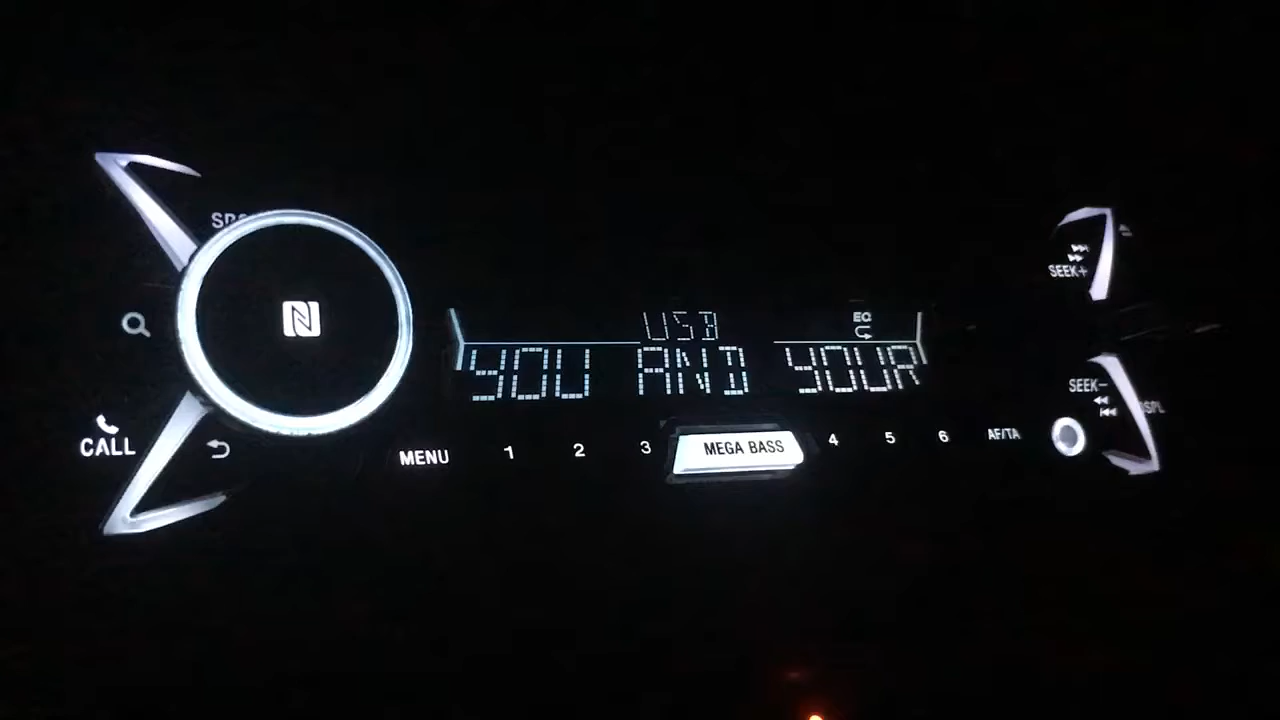 USB
EQ
YOU AND YOUR
SEEK+
SEEK-
CALL
MENU 1 2 3 MEGA BASS 4 5 6 AF/TA